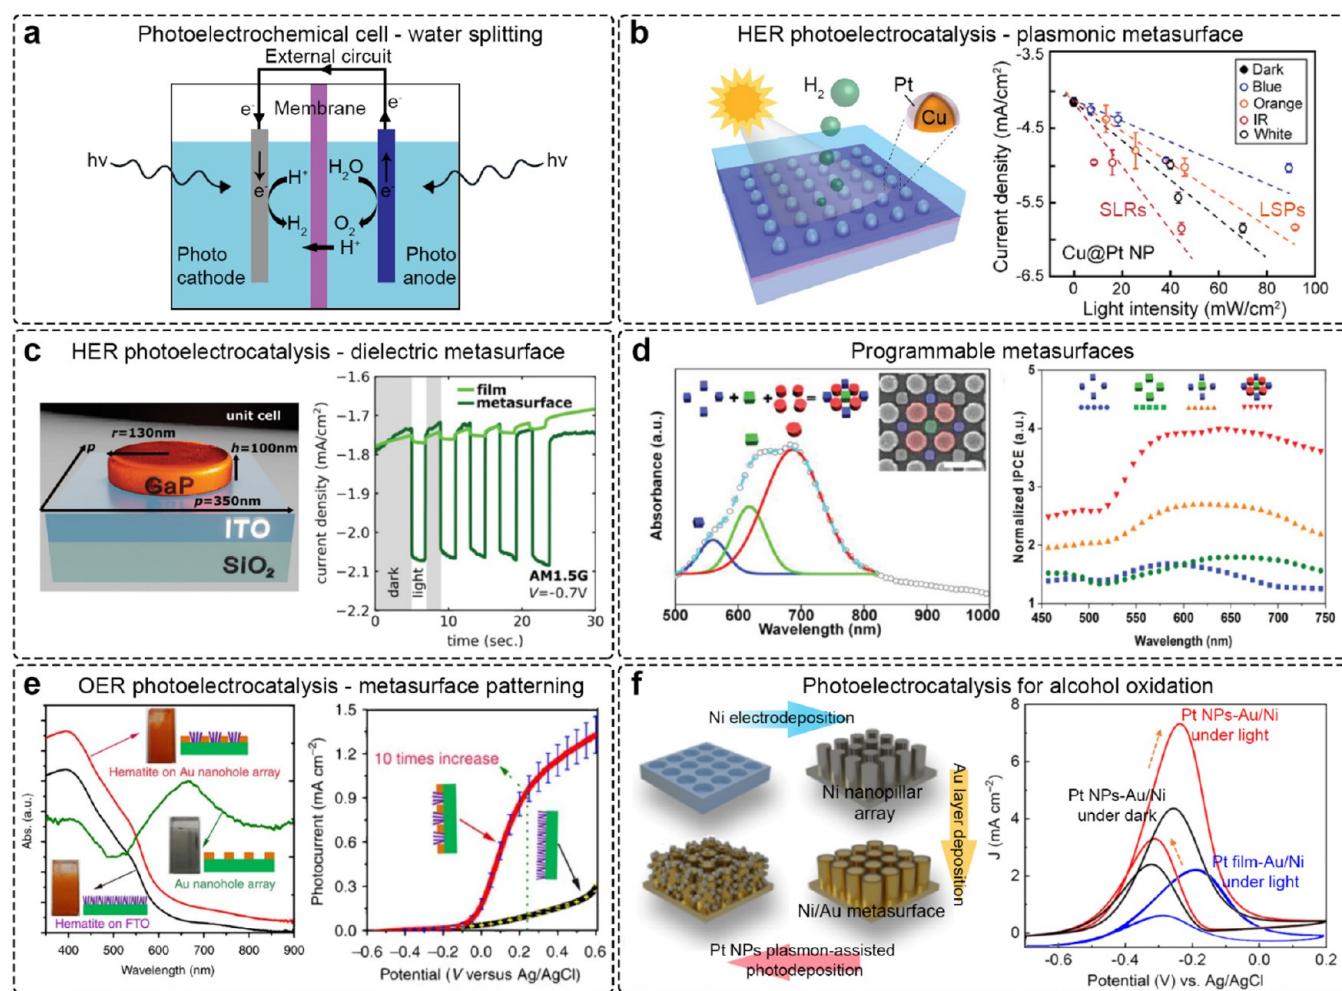 a
Photoelectrochemical cell - water splitting
External circuit
e-
Membrane
e-
hν
hν
e-
H+
H2
H2O
O2
H+
e-
Photo
cathode
Photo
anode
b
HER photoelectrocatalysis - plasmonic metasurface
H2
Pt
Cu
Current density (mA/cm²)
-3.5
-4.5
-5.5
-6.5
Dark
Blue
Orange
IR
White
SLRs
LSPs
Cu@Pt NP
0 20 40 60 80 100
Light intensity (mW/cm²)
c
HER photoelectrocatalysis - dielectric metasurface
unit cell
r=130nm
h=100nm
p
GaP
p=350nm
ITO
SiO2
current density (mA/cm²)
−1.6
−1.7
−1.8
−1.9
−2.0
−2.1
−2.2
film
metasurface
dark
light
AM1.5G
V=-0.7V
0 10 20 30
time (sec.)
d
Programmable metasurfaces
+ + =
Absorbance (a.u.)
500 600 700 800 900 1000
Wavelength (nm)
Normalized IPCE (a.u.)
5
4
3
2
1
450 500 550 600 650 700 750
Wavelength (nm)
e
OER photoelectrocatalysis - metasurface patterning
Abs. (a.u.)
Hematite on Au nanohole array
Au nanohole array
Hematite on FTO
400 500 600 700 800 900
Wavelength (nm)
Photocurrent (mA cm⁻²)
1.5
1.2
0.9
0.6
0.3
0.0
10 times increase
−0.6 −0.4 −0.2 0.0 0.2 0.4 0.6
Potential (V versus Ag/AgCl)
f
Photoelectrocatalysis for alcohol oxidation
Ni electrodeposition
Ni nanopillar
array
Au layer deposition
Ni/Au metasurface
Pt NPs plasmon-assisted
photodeposition
J (mA cm⁻²)
8
6
4
2
0
Pt NPs-Au/Ni
under light
Pt NPs-Au/Ni
under dark
Pt film-Au/Ni
under light
-0.6 -0.4 -0.2 0.0 0.2
Potential (V) vs. Ag/AgCl